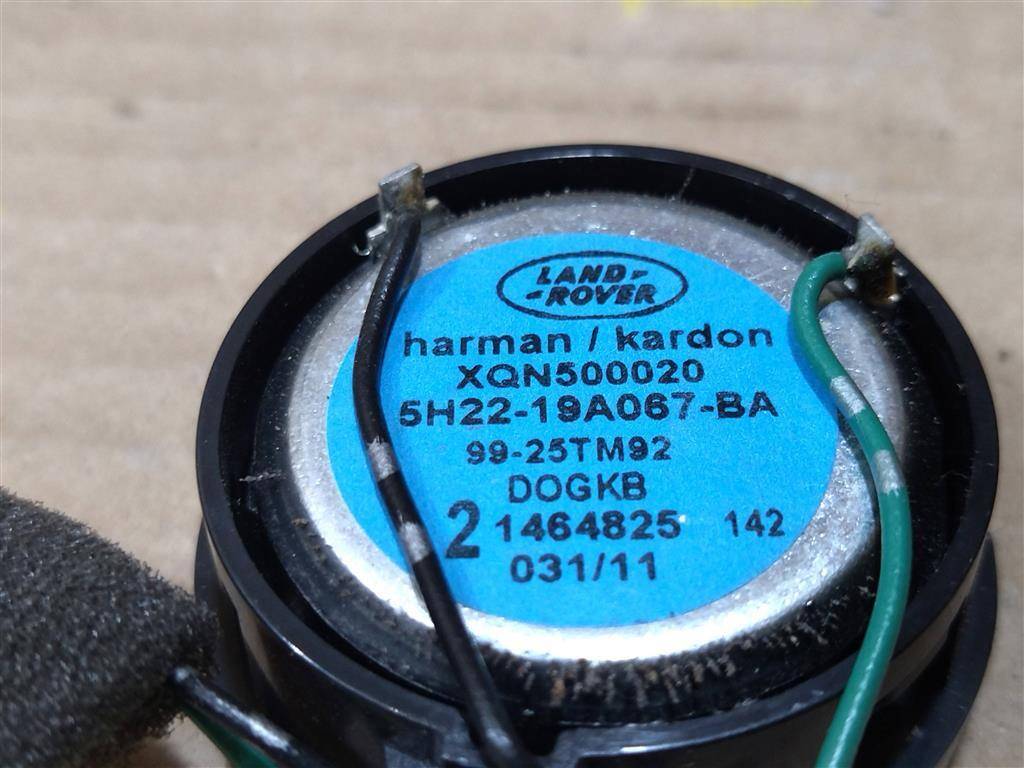 LAND-
-ROVER
harman / kardon
XQN500020
5H22-19A067-BA
99-25TM92
DOGKB
2 1464825 142
031/11